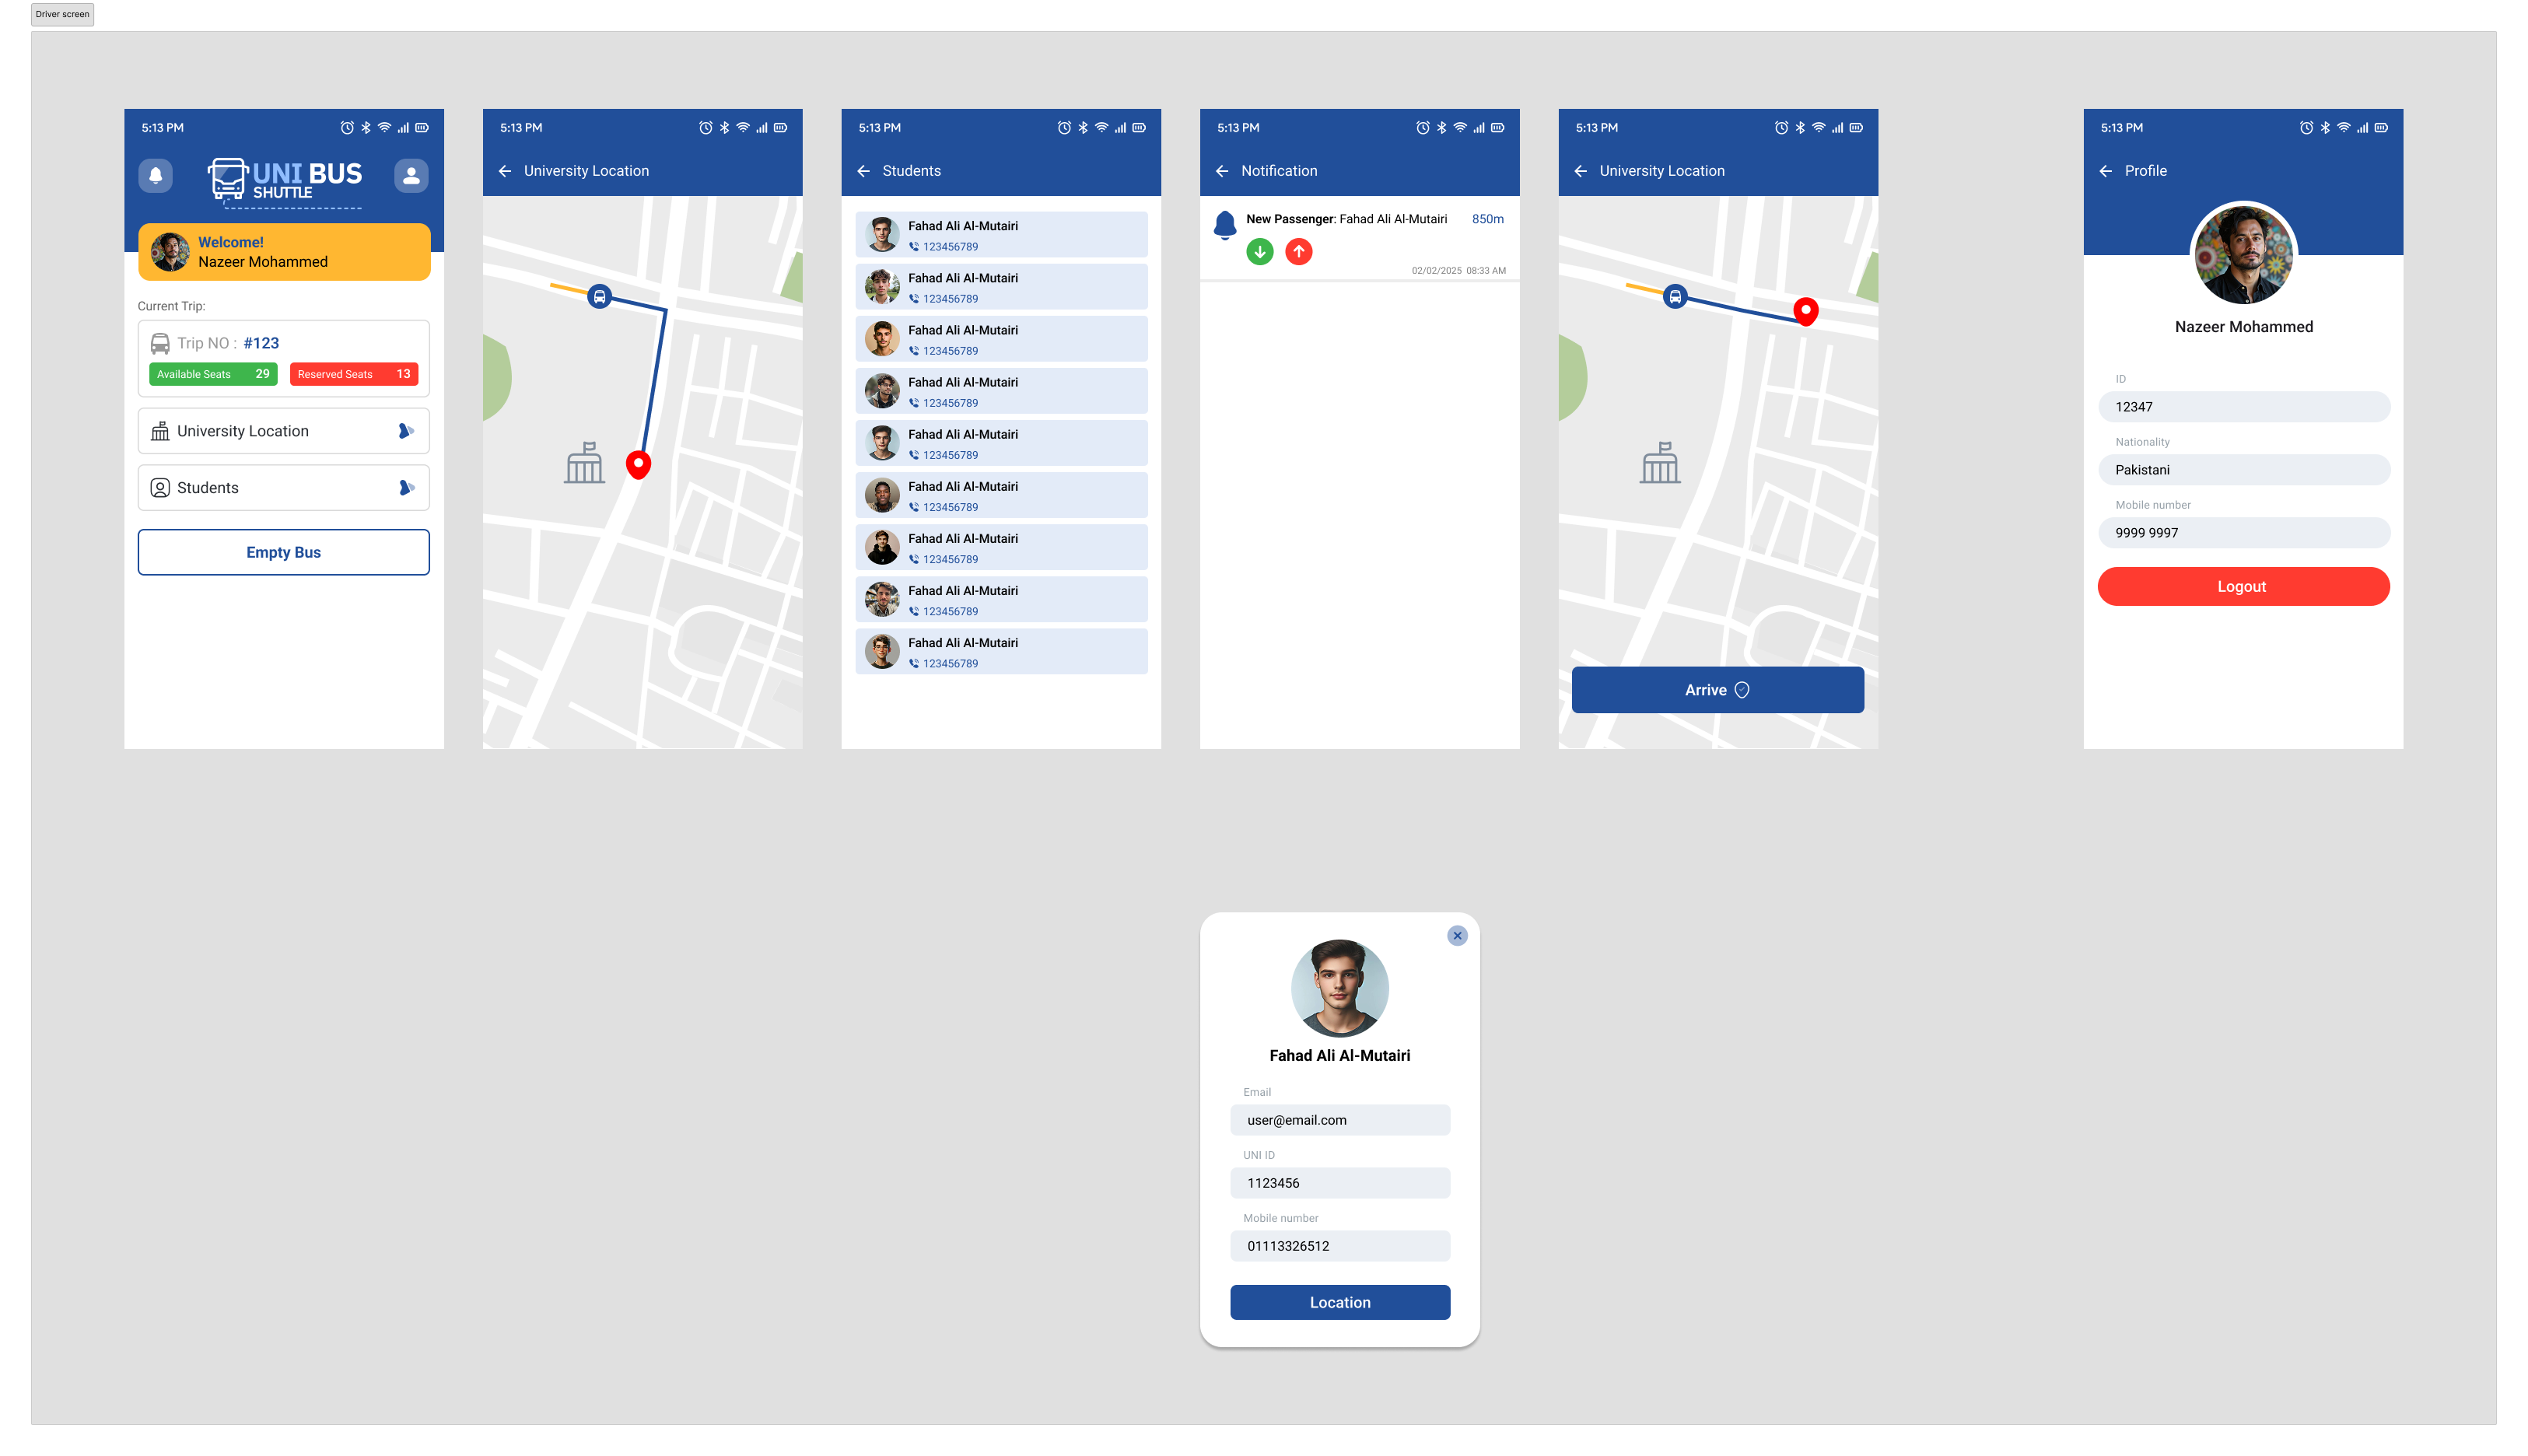 Driver screen
5:13 PM
UNI BUS
SHUTTLE
Welcome!
Nazeer Mohammed
Current Trip:
Trip NO : #123
Available Seats 29
Reserved Seats 13
University Location
Students
Empty Bus
5:13 PM
University Location
5:13 PM
Students
Fahad Ali Al-Mutairi
123456789
Fahad Ali Al-Mutairi
123456789
Fahad Ali Al-Mutairi
123456789
Fahad Ali Al-Mutairi
123456789
Fahad Ali Al-Mutairi
123456789
Fahad Ali Al-Mutairi
123456789
Fahad Ali Al-Mutairi
123456789
Fahad Ali Al-Mutairi
123456789
Fahad Ali Al-Mutairi
123456789
5:13 PM
Notification
New Passenger: Fahad Ali Al-Mutairi 850m
02/02/2025 08:33 AM
5:13 PM
University Location
Arrive
5:13 PM
Profile
Nazeer Mohammed
ID
12347
Nationality
Pakistani
Mobile number
9999 9997
Logout
Fahad Ali Al-Mutairi
Email
user@email.com
UNI ID
1123456
Mobile number
01113326512
Location